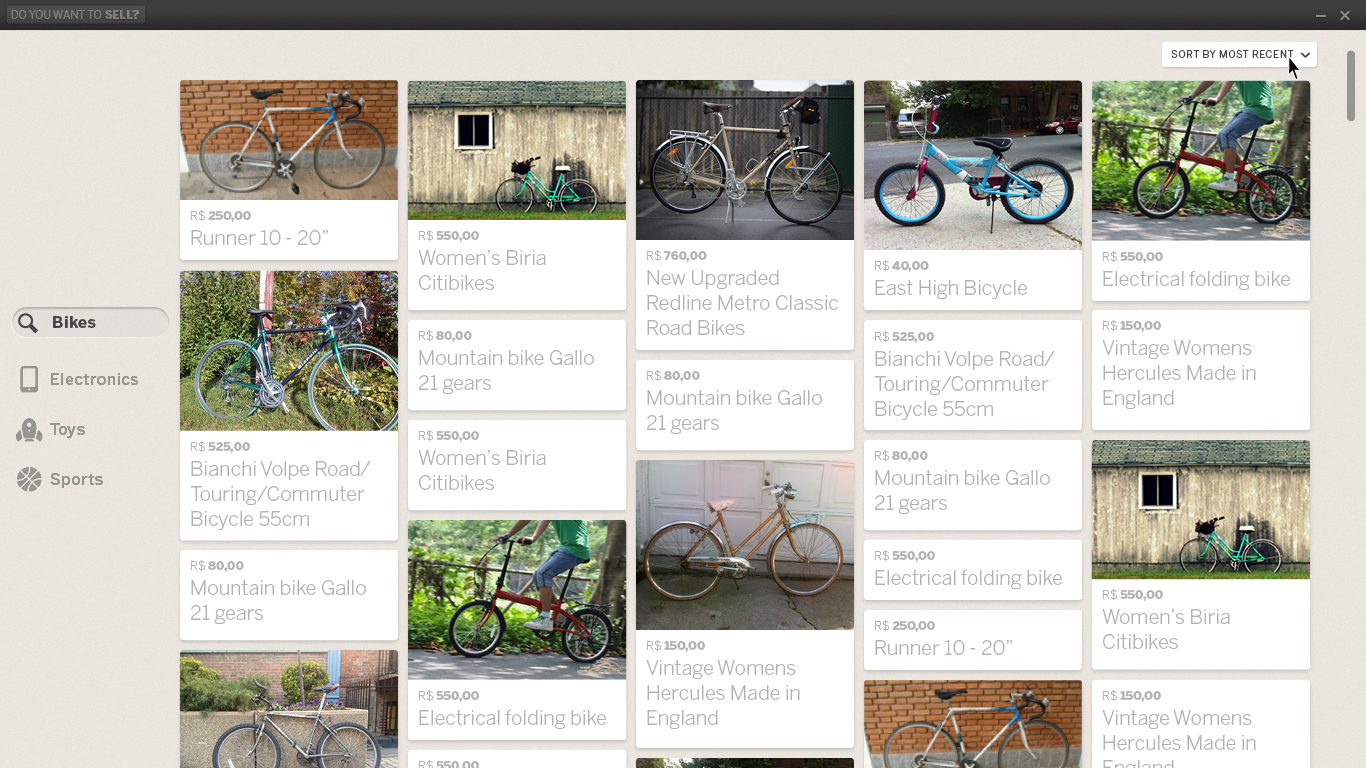 DO YOU WANT TO SELL?
SORT BY MOST RECENT
Bikes
Electronics
Toys
Sports
R$ 250,00
Runner 10 - 20”
R$ 525,00
Bianchi Volpe Road/
Touring/Commuter
Bicycle 55cm
R$ 80,00
Mountain bike Gallo
21 gears
R$ 550,00
Women’s Biria
Citibikes
R$ 80,00
Mountain bike Gallo
21 gears
R$ 550,00
Women’s Biria
Citibikes
R$ 550,00
Electrical folding bike
R$ 550,00
R$ 760,00
New Upgraded
Redline Metro Classic
Road Bikes
R$ 80,00
Mountain bike Gallo
21 gears
R$ 150,00
Vintage Womens
Hercules Made in
England
R$ 40,00
East High Bicycle
R$ 525,00
Bianchi Volpe Road/
Touring/Commuter
Bicycle 55cm
R$ 80,00
Mountain bike Gallo
21 gears
R$ 550,00
Electrical folding bike
R$ 250,00
Runner 10 - 20”
R$ 550,00
Electrical folding bike
R$ 150,00
Vintage Womens
Hercules Made in
England
R$ 550,00
Women’s Biria
Citibikes
R$ 150,00
Vintage Womens
Hercules Made in
England